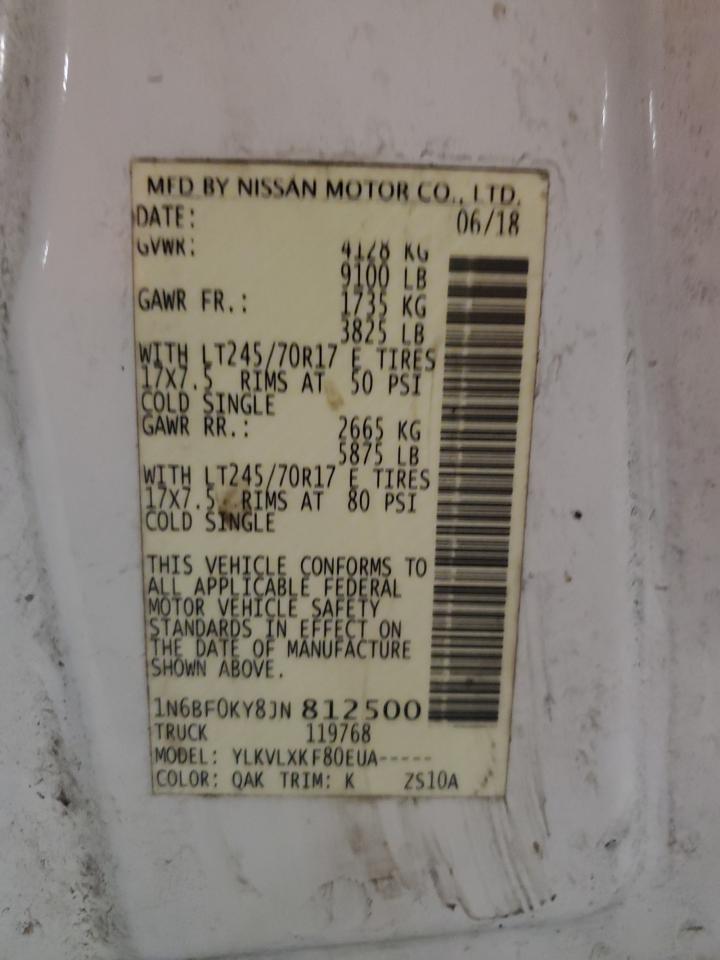 MFD BY NISSAN MOTOR CO., LTD.
DATE: 06/18
GVWR: 4128 KG
9100 LB
GAWR FR.: 1735 KG
3825 LB
WITH LT245/70R17 E TIRES
17X7.5 RIMS AT 50 PSI
COLD SINGLE
GAWR RR.: 2665 KG
5875 LB
WITH LT245/70R17 E TIRES
17X7.5 RIMS AT 80 PSI
COLD SINGLE
THIS VEHICLE CONFORMS TO
ALL APPLICABLE FEDERAL
MOTOR VEHICLE SAFETY
STANDARDS IN EFFECT ON
THE DATE OF MANUFACTURE
SHOWN ABOVE.
1N6BF0KY8JN 812500
TRUCK 119768
MODEL: YLKVLXKF80EUA-----
COLOR: QAK TRIM: K ZS10A